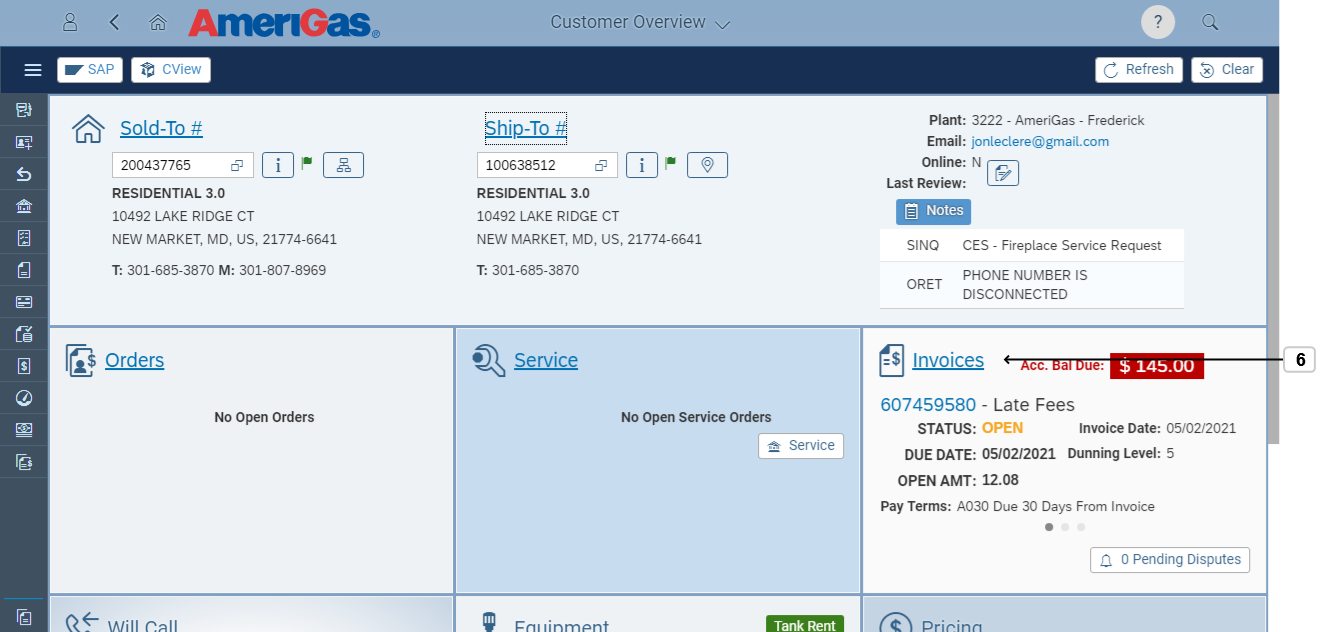 AmeriGas®
Customer Overview
?
SAP
CView
Refresh
Clear
Sold-To #
200437765
i
RESIDENTIAL 3.0
10492 LAKE RIDGE CT
NEW MARKET, MD, US, 21774-6641
T: 301-685-3870 M: 301-807-8969
Ship-To #
100638512
i
RESIDENTIAL 3.0
10492 LAKE RIDGE CT
NEW MARKET, MD, US, 21774-6641
T: 301-685-3870
Plant: 3222 - AmeriGas - Frederick
Email: jonleclere@gmail.com
Online: N
Last Review:
Notes
SINQ CES - Fireplace Service Request
ORET PHONE NUMBER IS
DISCONNECTED
Orders
No Open Orders
Service
No Open Service Orders
Service
Invoices
Acc. Bal Due: $ 145.00
6
607459580 - Late Fees
STATUS: OPEN Invoice Date: 05/02/2021
DUE DATE: 05/02/2021 Dunning Level: 5
OPEN AMT: 12.08
Pay Terms: A030 Due 30 Days From Invoice
0 Pending Disputes
Will Call
Equipment
Tank Rent
Pricing